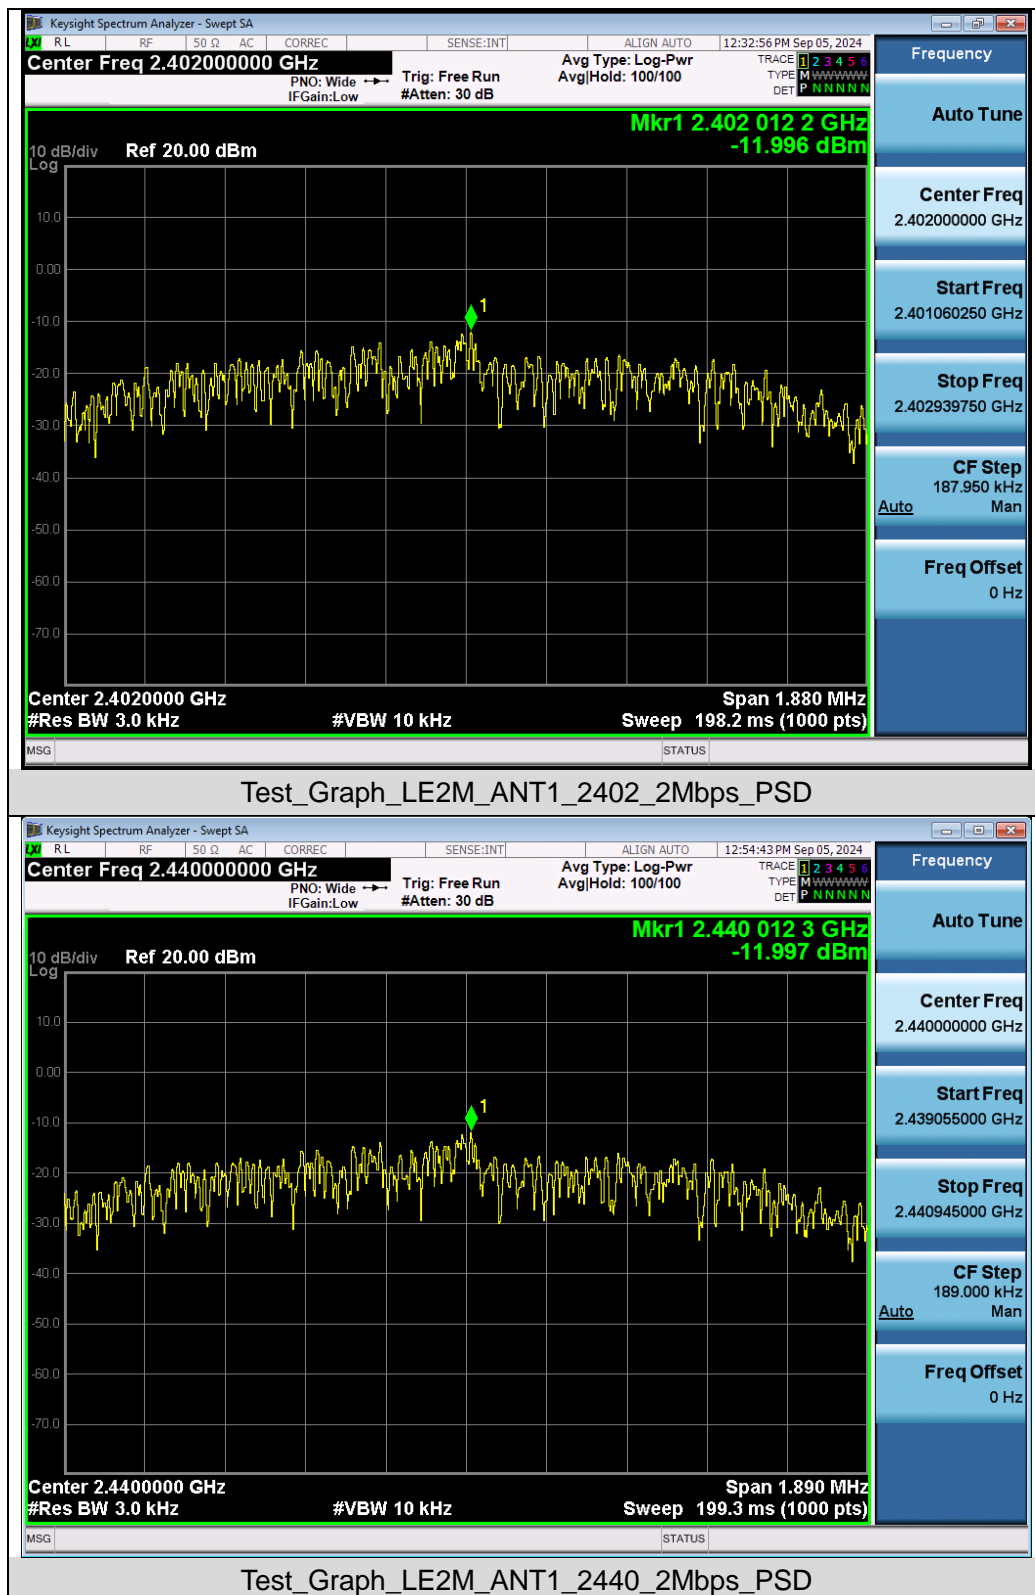 Keysight Spectrum Analyzer - Swept SA
LXI RL RF 50 Ω AC CORREC SENSE:INT ALIGN AUTO 12:32:56 PM Sep 05, 2024
Center Freq 2.402000000 GHz
PNO: Wide
IFGain:Low
Trig: Free Run
#Atten: 30 dB
Avg Type: Log-Pwr
Avg|Hold: 100/100
TRACE 1 2 3 4 5 6
TYPE M WWWWW
DET P N N N N N
Mkr1 2.402 012 2 GHz
-11.996 dBm
10 dB/div Ref 20.00 dBm
Log
10.0
0.00
-10.0
-20.0
-30.0
-40.0
-50.0
-60.0
-70.0
1
Center 2.4020000 GHz Span 1.880 MHz
#Res BW 3.0 kHz #VBW 10 kHz Sweep 198.2 ms (1000 pts)
MSG STATUS
Frequency
Auto Tune
Center Freq
2.402000000 GHz
Start Freq
2.401060250 GHz
Stop Freq
2.402939750 GHz
CF Step
187.950 kHz
Auto Man
Freq Offset
0 Hz
Test_Graph_LE2M_ANT1_2402_2Mbps_PSD
Keysight Spectrum Analyzer - Swept SA
LXI RL RF 50 Ω AC CORREC SENSE:INT ALIGN AUTO 12:54:43 PM Sep 05, 2024
Center Freq 2.440000000 GHz
PNO: Wide
IFGain:Low
Trig: Free Run
#Atten: 30 dB
Avg Type: Log-Pwr
Avg|Hold: 100/100
TRACE 1 2 3 4 5 6
TYPE M WWWWW
DET P N N N N N
Mkr1 2.440 012 3 GHz
-11.997 dBm
10 dB/div Ref 20.00 dBm
Log
10.0
0.00
-10.0
-20.0
-30.0
-40.0
-50.0
-60.0
-70.0
1
Center 2.4400000 GHz Span 1.890 MHz
#Res BW 3.0 kHz #VBW 10 kHz Sweep 199.3 ms (1000 pts)
MSG STATUS
Frequency
Auto Tune
Center Freq
2.440000000 GHz
Start Freq
2.439055000 GHz
Stop Freq
2.440945000 GHz
CF Step
189.000 kHz
Auto Man
Freq Offset
0 Hz
Test_Graph_LE2M_ANT1_2440_2Mbps_PSD